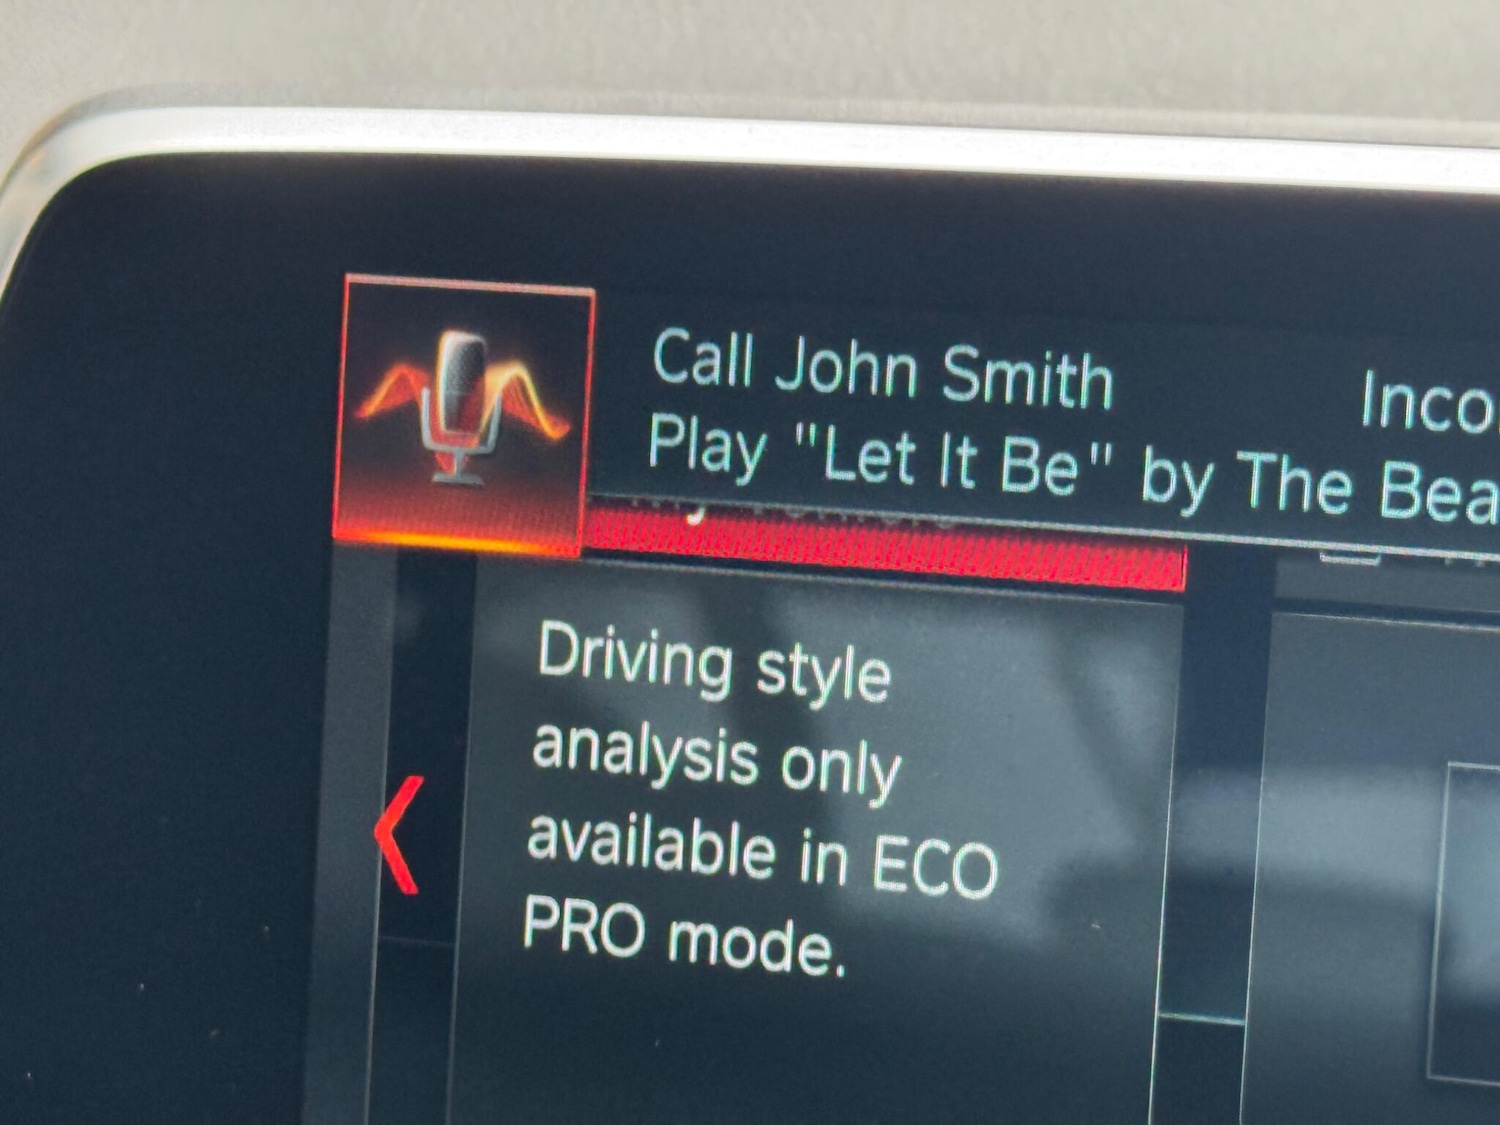 Call John Smith
Play "Let It Be" by The Bea
Inco
Driving style
analysis only
available in ECO
PRO mode.